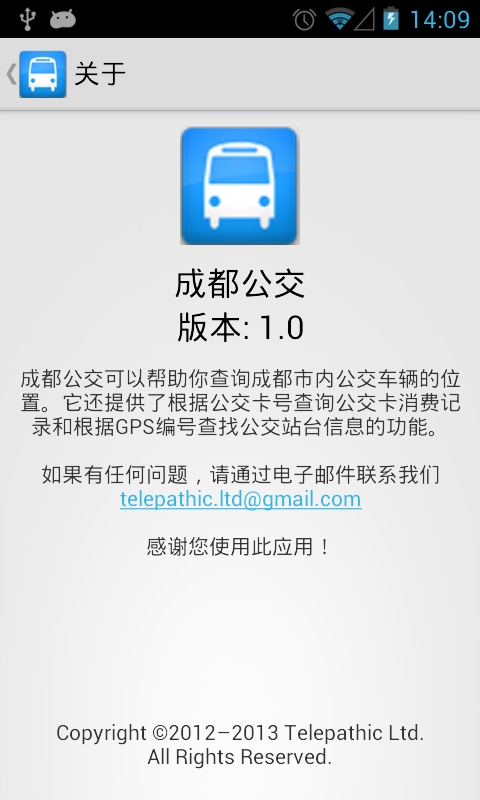 14:09
关于
成都公交
版本: 1.0
成都公交可以帮助你查询成都市内公交车辆的位
置。它还提供了根据公交卡号查询公交卡消费记
录和根据GPS编号查找公交站台信息的功能。
如果有任何问题，请通过电子邮件联系我们
telepathic.ltd@gmail.com
感谢您使用此应用！
Copyright ©2012–2013 Telepathic Ltd.
All Rights Reserved.